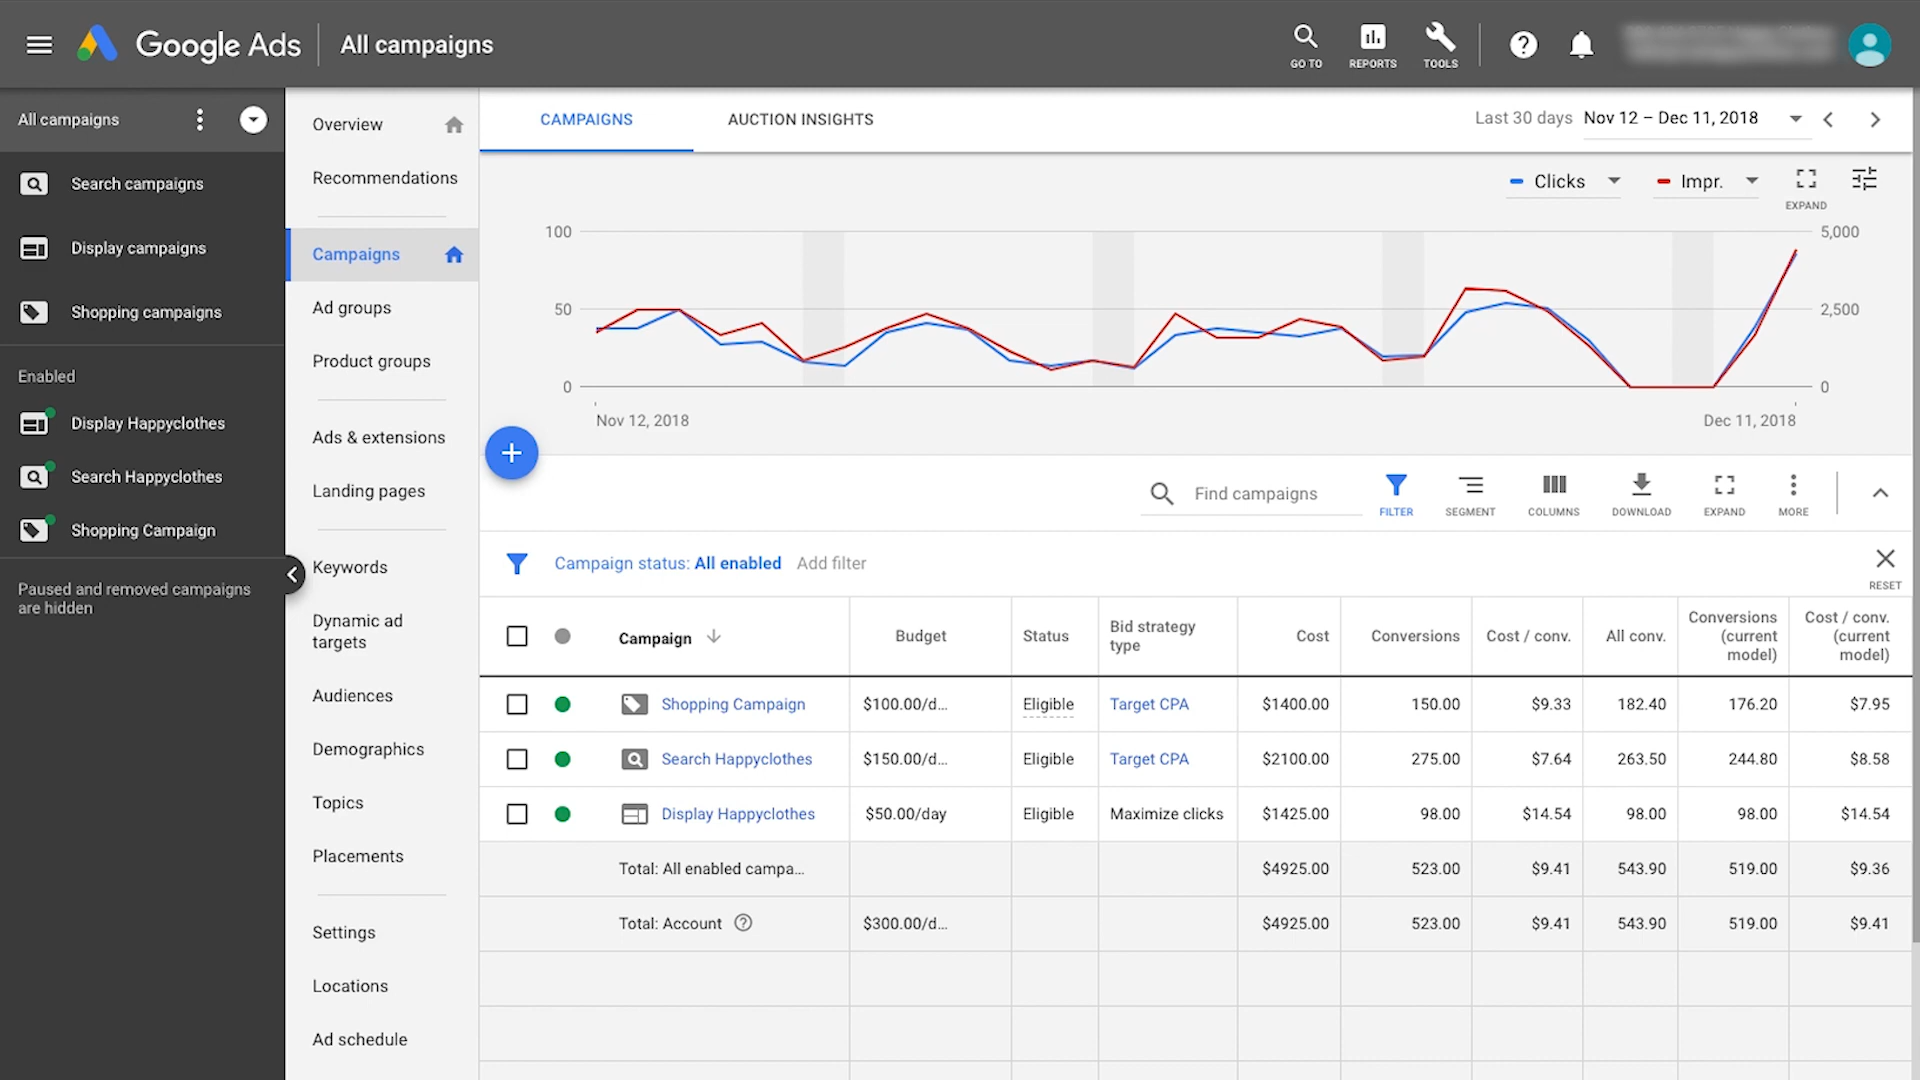 Google Ads
All campaigns
GO TO
REPORTS
TOOLS
All campaigns
Search campaigns
Display campaigns
Shopping campaigns
Enabled
Display Happyclothes
Search Happyclothes
Shopping Campaign
Paused and removed campaigns
are hidden
Overview
Recommendations
Campaigns
Ad groups
Product groups
Ads & extensions
Landing pages
Keywords
Dynamic ad
targets
Audiences
Demographics
Topics
Placements
Settings
Locations
Ad schedule
CAMPAIGNS
AUCTION INSIGHTS
Last 30 days Nov 12 – Dec 11, 2018
Clicks
Impr.
EXPAND
100
5,000
50
2,500
0
0
Nov 12, 2018
Dec 11, 2018
Find campaigns
FILTER
SEGMENT
COLUMNS
DOWNLOAD
EXPAND
MORE
Campaign status: All enabled Add filter
RESET
Campaign
Budget
Status
Bid strategy
type
Cost
Conversions
Cost / conv.
All conv.
Conversions
(current
model)
Cost / conv.
(current
model)
Shopping Campaign $100.00/d... Eligible Target CPA $1400.00 150.00 $9.33 182.40 176.20 $7.95
Search Happyclothes $150.00/d... Eligible Target CPA $2100.00 275.00 $7.64 263.50 244.80 $8.58
Display Happyclothes $50.00/day Eligible Maximize clicks $1425.00 98.00 $14.54 98.00 98.00 $14.54
Total: All enabled campa... $4925.00 523.00 $9.41 543.90 519.00 $9.36
Total: Account $300.00/d... $4925.00 523.00 $9.41 543.90 519.00 $9.41